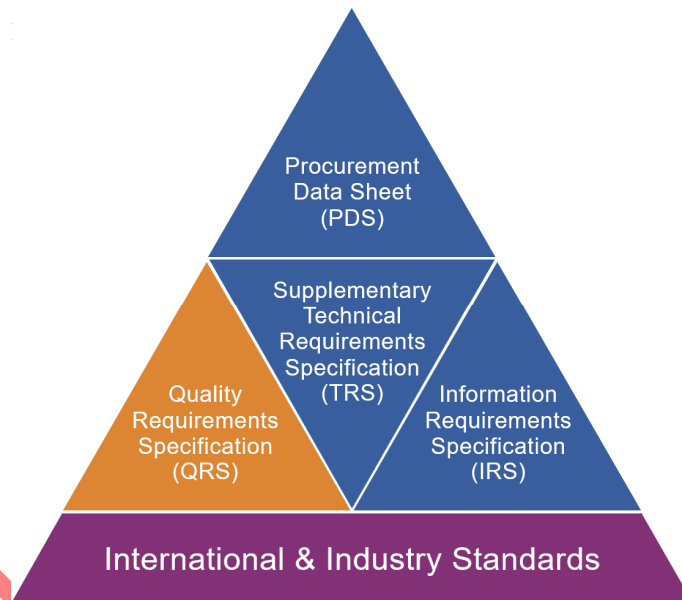 Procurement
Data Sheet
(PDS)
Supplementary
Technical
Requirements
Specification
(TRS)
Quality
Requirements
Specification
(QRS)
Information
Requirements
Specification
(IRS)
International & Industry Standards